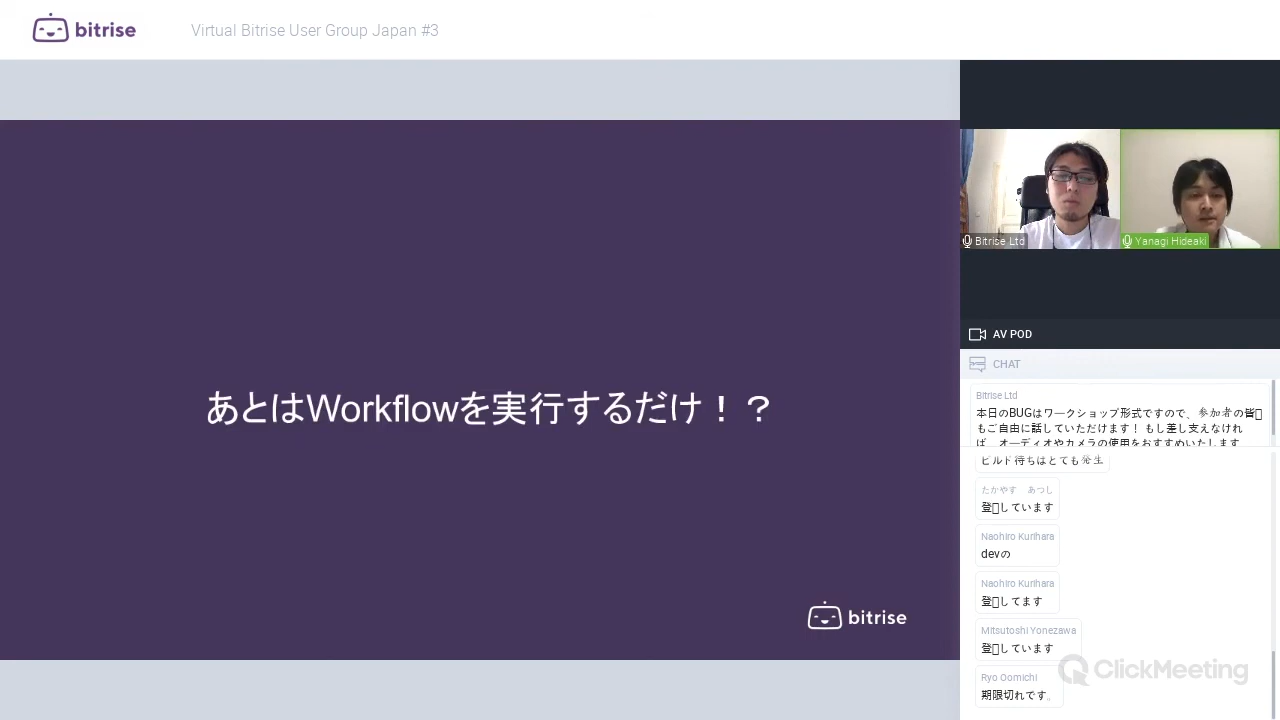 bitrise
Virtual Bitrise User Group Japan #3
あとはWorkflowを実行するだけ！？
bitrise
Bitrise Ltd
Yanagi Hideaki
AV POD
CHAT
Bitrise Ltd
本日のBUGはワークショップ形式ですので、参加者の皆
もご自由に話していただけます！ もし差し支えなけれ
ば、オーディオやカメラの使用をおすすめいたします
ビルド待ちはとても発生
たかやす　あつし
登しています
Naohiro Kurihara
devの
Naohiro Kurihara
登してます
Mitsutoshi Yonezawa
登しています
Ryo Oomichi
期限切れです。
ClickMeeting